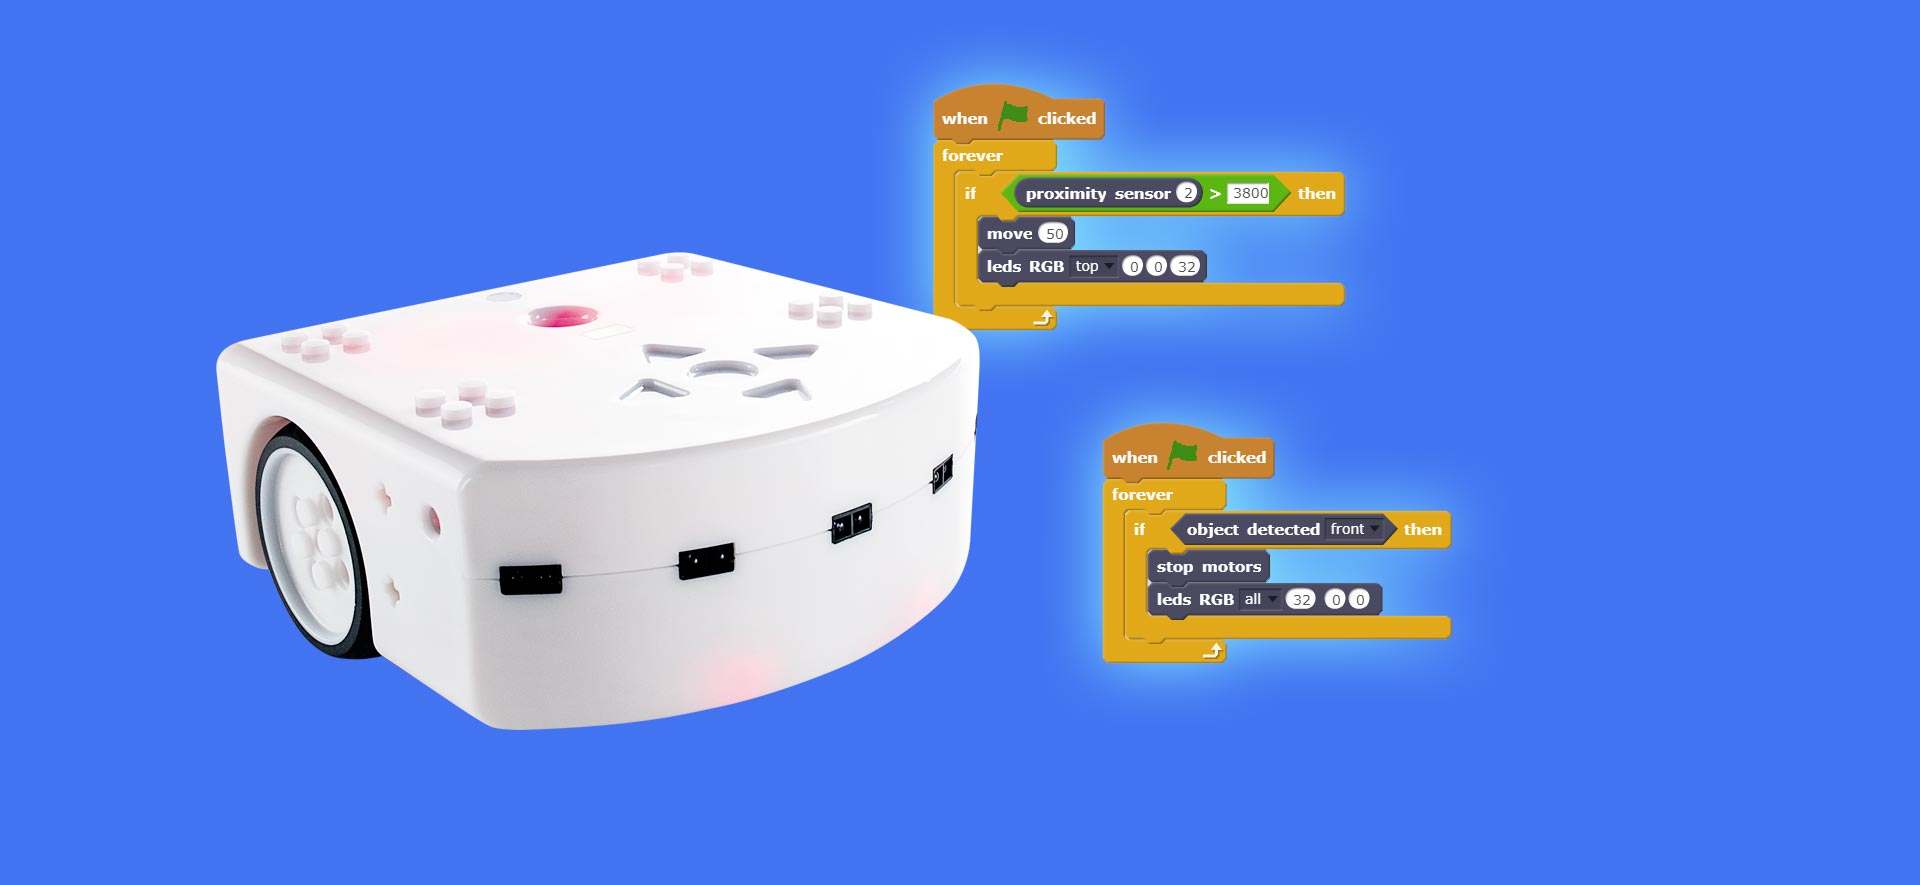 when clicked
forever
if proximity sensor 2 > 3800 then
move 50
leds RGB top 0 0 32
when clicked
forever
if object detected front then
stop motors
leds RGB all 32 0 0